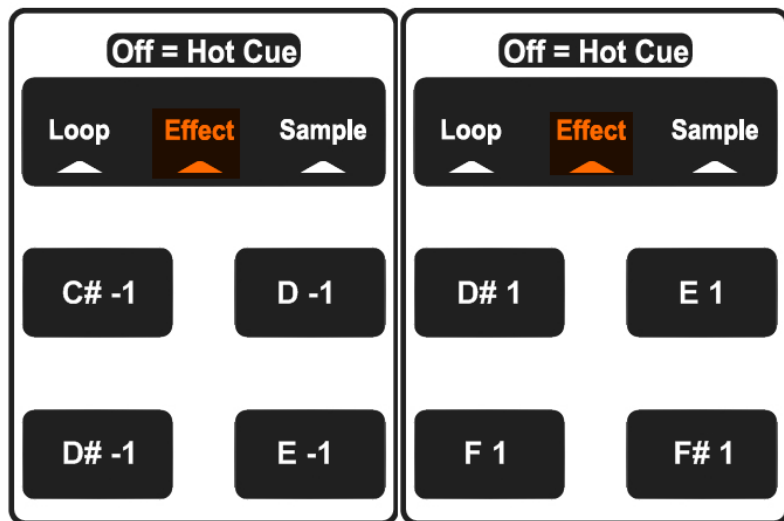 Off = Hot Cue
Loop Effect Sample
C# -1 D -1
D# -1 E -1
Off = Hot Cue
Loop Effect Sample
D# 1 E 1
F 1 F# 1